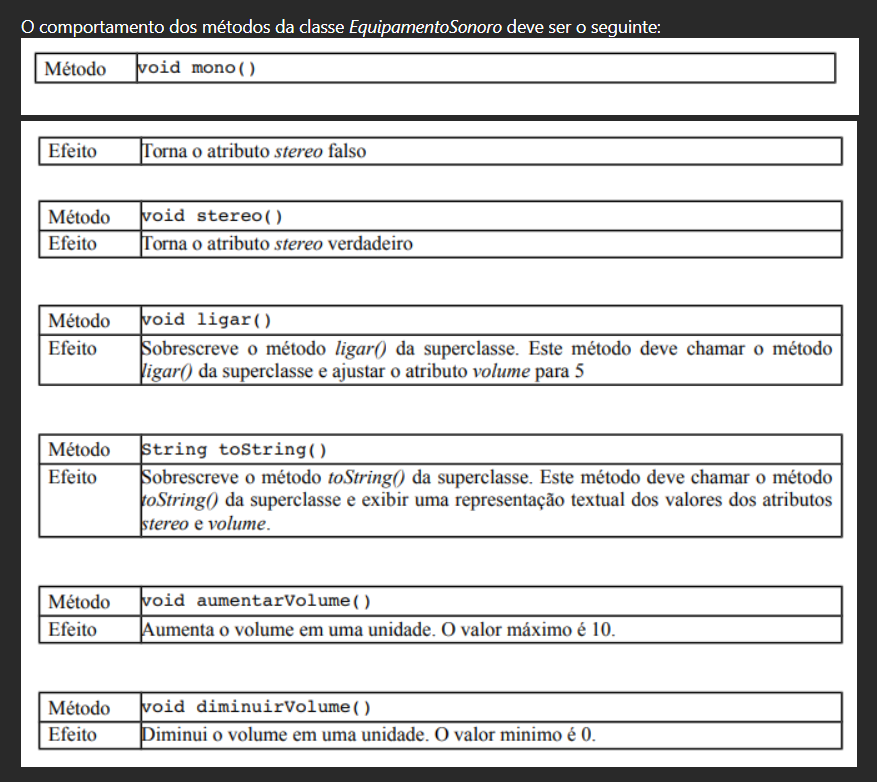 O comportamento dos métodos da classe EquipamentoSonoro deve ser o seguinte:
Método void mono()
Efeito Torna o atributo stereo falso
Método void stereo()
Efeito Torna o atributo stereo verdadeiro
Método void ligar()
Efeito Sobrescreve o método ligar() da superclasse. Este método deve chamar o método
ligar() da superclasse e ajustar o atributo volume para 5
Método String toString()
Efeito Sobrescreve o método toString() da superclasse. Este método deve chamar o método
toString() da superclasse e exibir uma representação textual dos valores dos atributos
stereo e volume.
Método void aumentarVolume()
Efeito Aumenta o volume em uma unidade. O valor máximo é 10.
Método void diminuirVolume()
Efeito Diminui o volume em uma unidade. O valor minimo é 0.